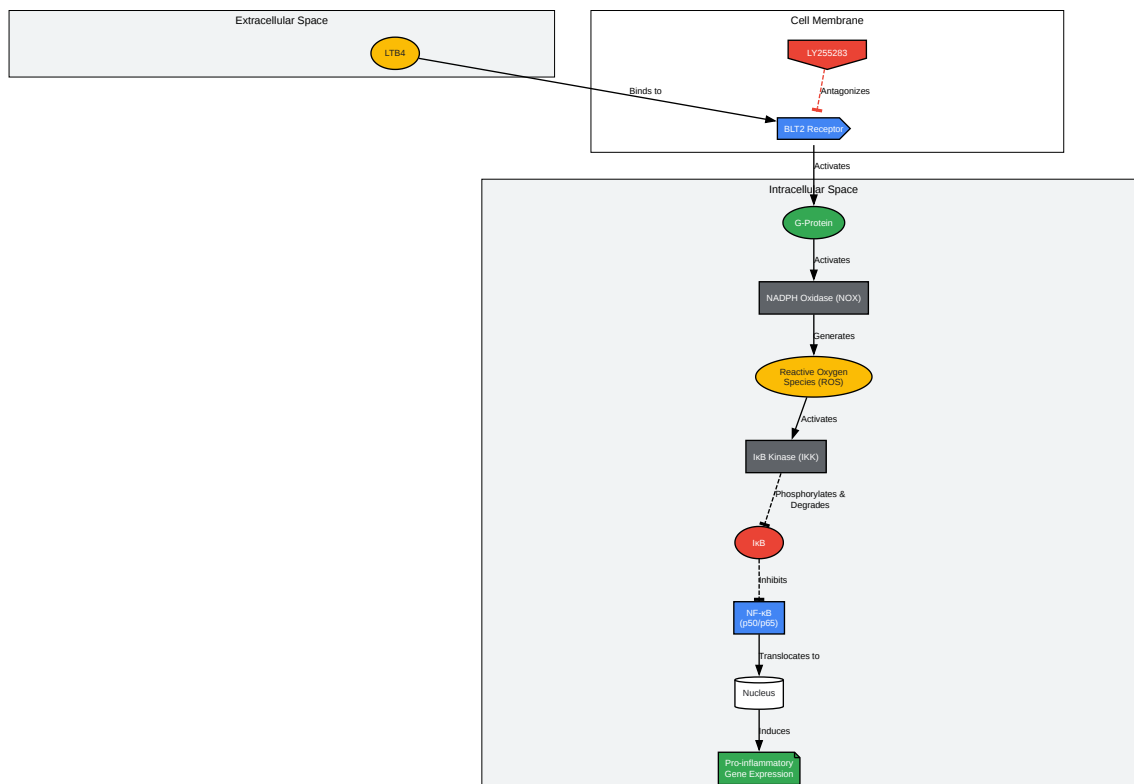 Extracellular Space
Cell Membrane
LTB4
LY255283
Binds to
Antagonizes
BLT2 Receptor
Activates
Intracellular Space
G-Protein
Activates
NADPH Oxidase (NOX)
Generates
Reactive Oxygen
Species (ROS)
Activates
IκB Kinase (IKK)
Phosphorylates &
Degrades
IκB
Inhibits
NF-κB
(p50/p65)
Translocates to
Nucleus
Induces
Pro-inflammatory
Gene Expression